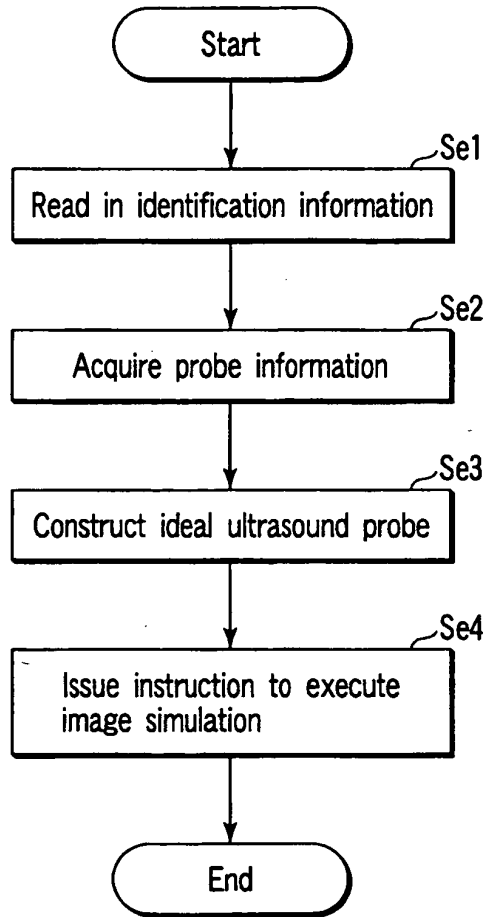 Start
Se1
Read in identification information
Se2
Acquire probe information
Se3
Construct ideal ultrasound probe
Se4
Issue instruction to execute
image simulation
End